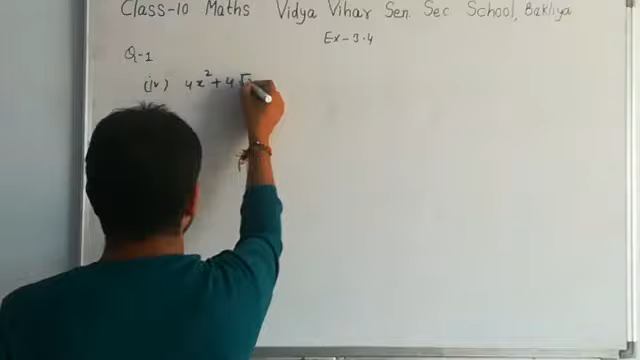 Class-10 Maths Vidya Vihar Sen. Sec School, Bakliya
Ex-3.4
Q-1
(iv) 4x² + 4√